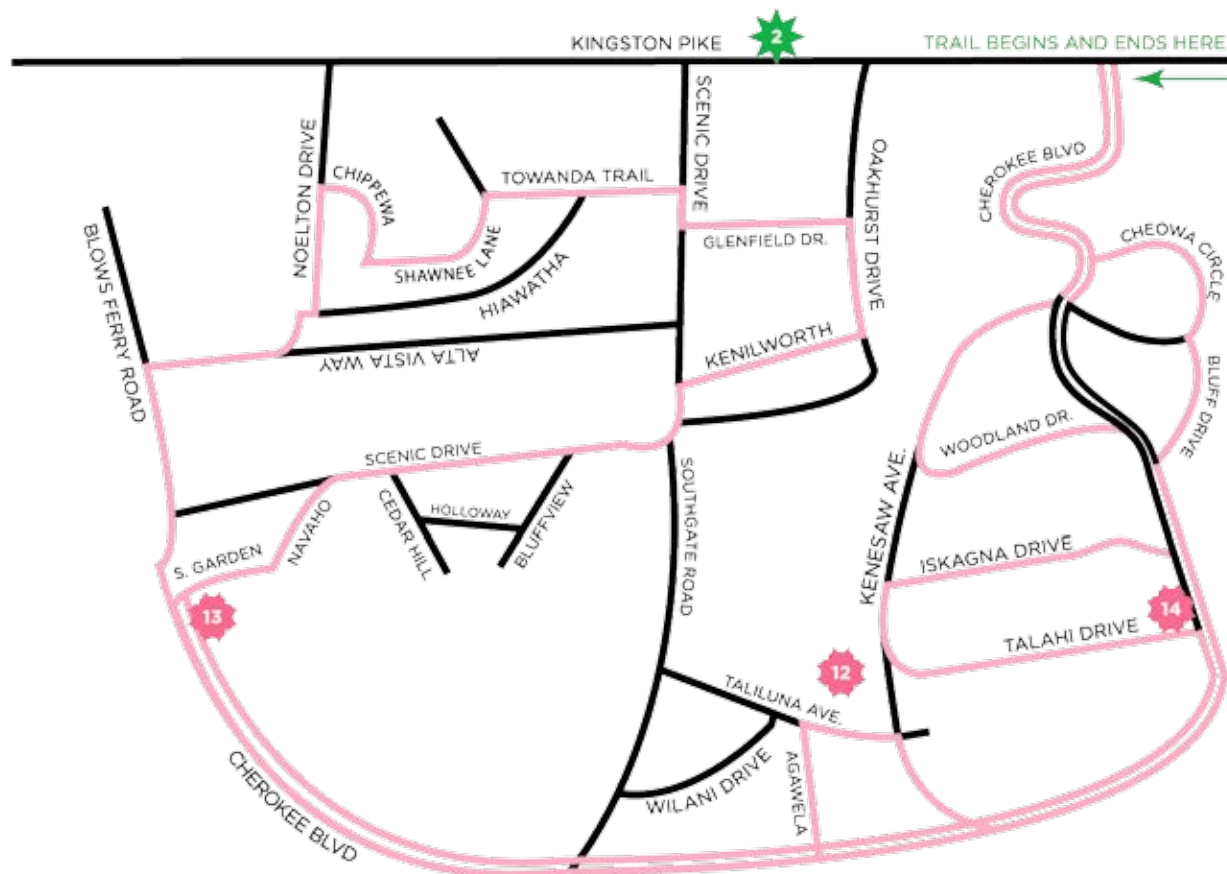 KINGSTON PIKE
2
TRAIL BEGINS AND ENDS HERE
SCENIC DRIVE
NOELTON DRIVE
CHIPPEWA
TOWANDA TRAIL
OAKHURST DRIVE
CHEROKEE BLVD
CHEOWA CIRCLE
BLOWS FERRY ROAD
SHAWNEE LANE
HIAWATHA
GLENFIELD DR.
ALTA VISTA WAY
KENILWORTH
BLUFF DRIVE
WOODLAND DR.
SCENIC DRIVE
CEDAR HILL
HOLLOWAY
BLUFFVIEW
SOUTHGATE ROAD
KENESAW AVE.
S. GARDEN
NAVAHO
ISKAGNA DRIVE
13
14
TALAHI DRIVE
12
TALILUNA AVE.
WILANI DRIVE
AGAWELA
CHEROKEE BLVD